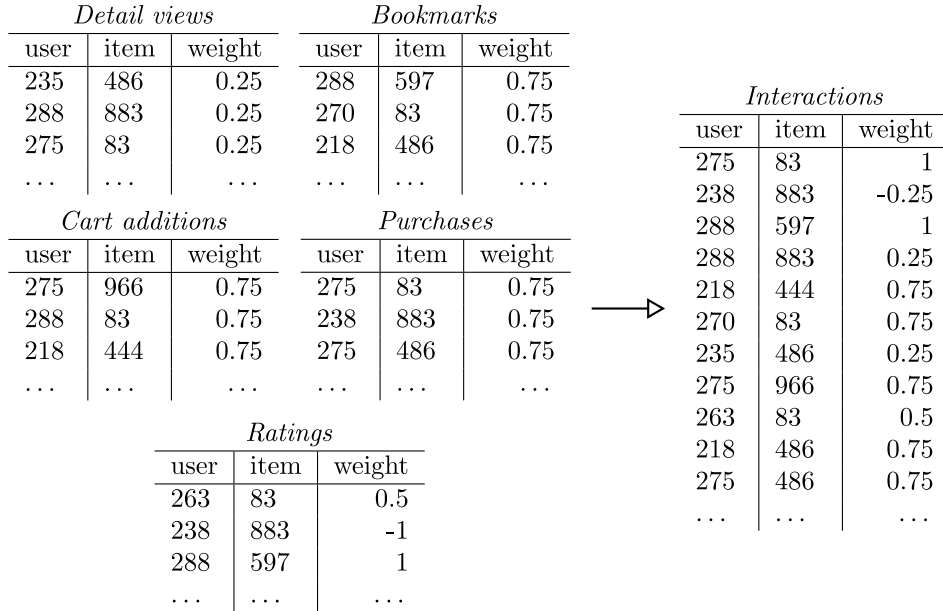 Detail views
user item weight
235 486 0.25
288 883 0.25
275 83 0.25
... ... ...
Bookmarks
user item weight
288 597 0.75
270 83 0.75
218 486 0.75
... ... ...
Cart additions
user item weight
275 966 0.75
288 83 0.75
218 444 0.75
... ... ...
Purchases
user item weight
275 83 0.75
238 883 0.75
275 486 0.75
... ... ...
Ratings
user item weight
263 83 0.5
238 883 -1
288 597 1
... ... ...
Interactions
user item weight
275 83 1
238 883 -0.25
288 597 1
288 883 0.25
218 444 0.75
270 83 0.75
235 486 0.25
275 966 0.75
263 83 0.5
218 486 0.75
275 486 0.75
... ... ...